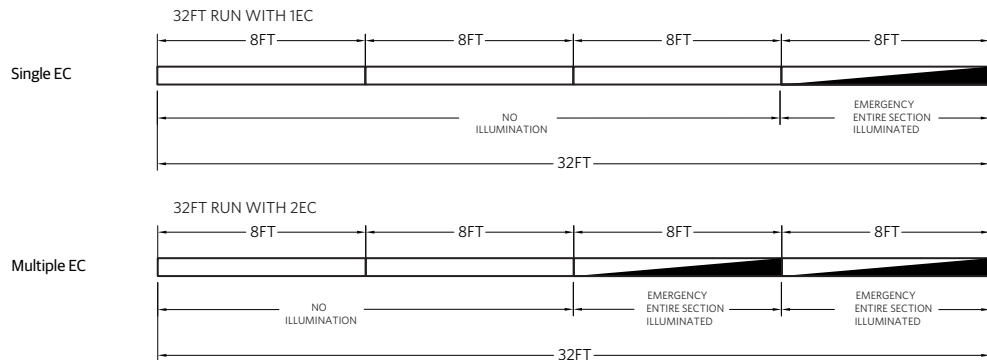 32FT RUN WITH 1EC
8FT 8FT 8FT 8FT
Single EC
NO
ILLUMINATION
EMERGENCY
ENTIRE SECTION
ILLUMINATED
32FT
32FT RUN WITH 2EC
8FT 8FT 8FT 8FT
Multiple EC
NO
ILLUMINATION
EMERGENCY
ENTIRE SECTION
ILLUMINATED
EMERGENCY
ENTIRE SECTION
ILLUMINATED
32FT